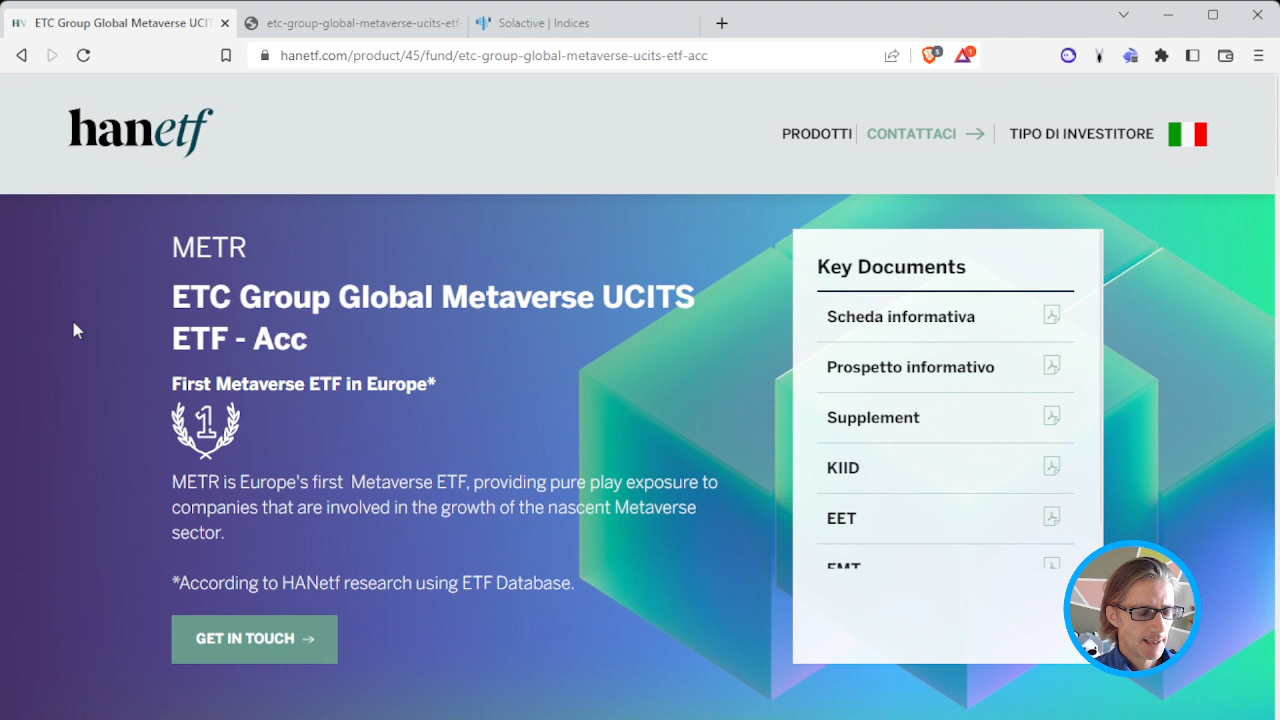 ETC Group Global Metaverse UCIT
etc-group-global-metaverse-ucits-etf
Solactive | Indices
hanetf.com/product/45/fund/etc-group-global-metaverse-ucits-etf-acc
hanetf
PRODOTTI
CONTATTACI
TIPO DI INVESTITORE
METR
ETC Group Global Metaverse UCITS
ETF - Acc
First Metaverse ETF in Europe*
1
METR is Europe's first Metaverse ETF, providing pure play exposure to
companies that are involved in the growth of the nascent Metaverse
sector.
*According to HANetf research using ETF Database.
GET IN TOUCH
Key Documents
Scheda informativa
Prospetto informativo
Supplement
KIID
EET
EMT